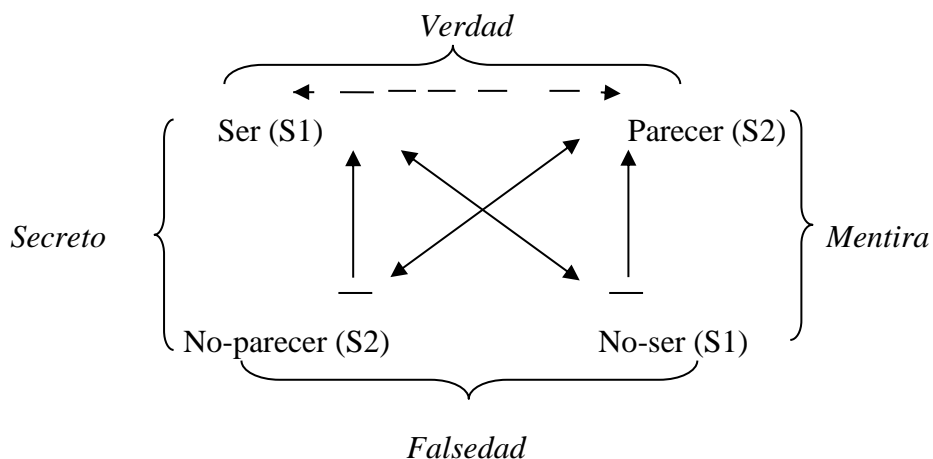 Verdad
Ser (S1) Parecer (S2)
Secreto Mentira
No-parecer (S2) No-ser (S1)
Falsedad